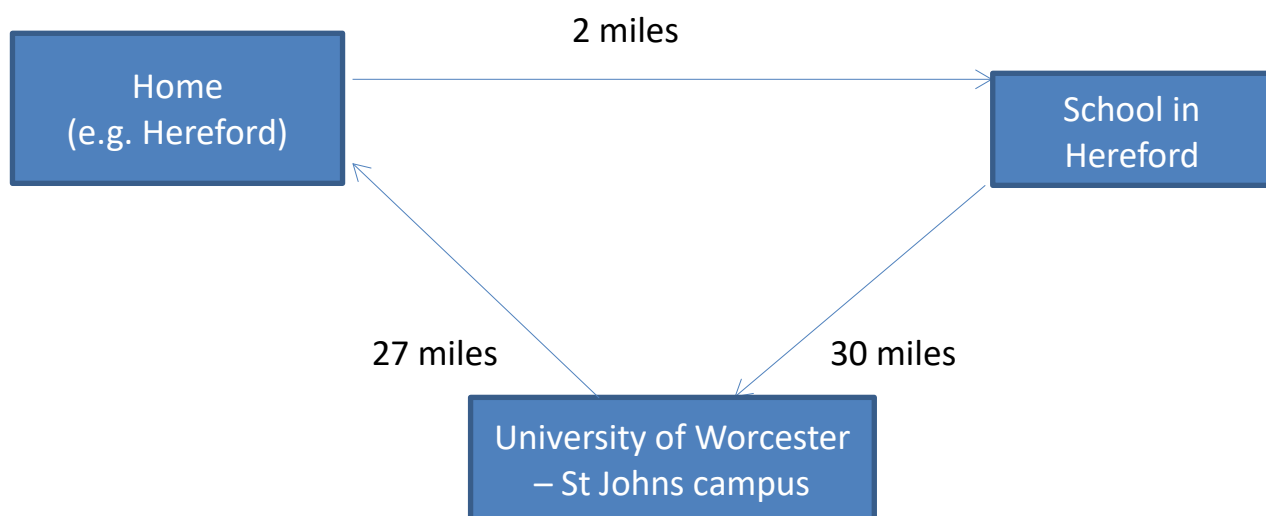 2 miles
Home
(e.g. Hereford)
School in
Hereford
27 miles
30 miles
University of Worcester
– St Johns campus